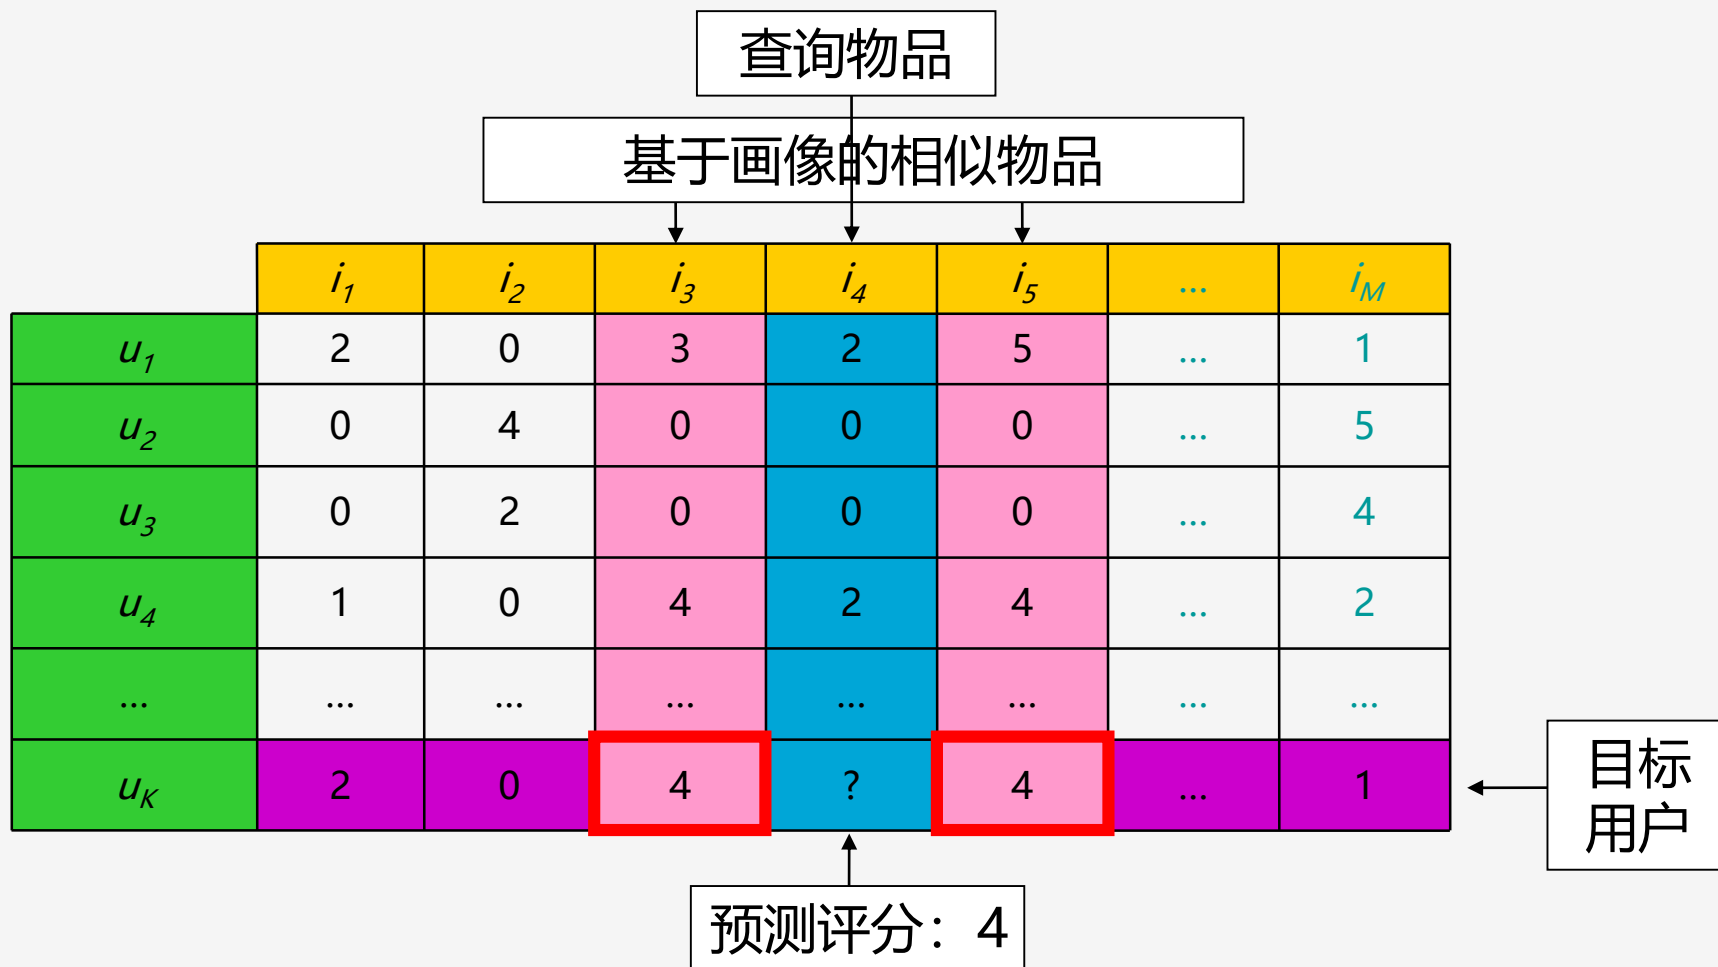 查询物品
基于画像的相似物品
i1 i2 i3 i4 i5 ... iM
u1 2 0 3 2 5 ... 1
u2 0 4 0 0 0 ... 5
u3 0 2 0 0 0 ... 4
u4 1 0 4 2 4 ... 2
... ... ... ... ... ... ... ...
uK 2 0 4 ? 4 ... 1
目标
用户
预测评分：4